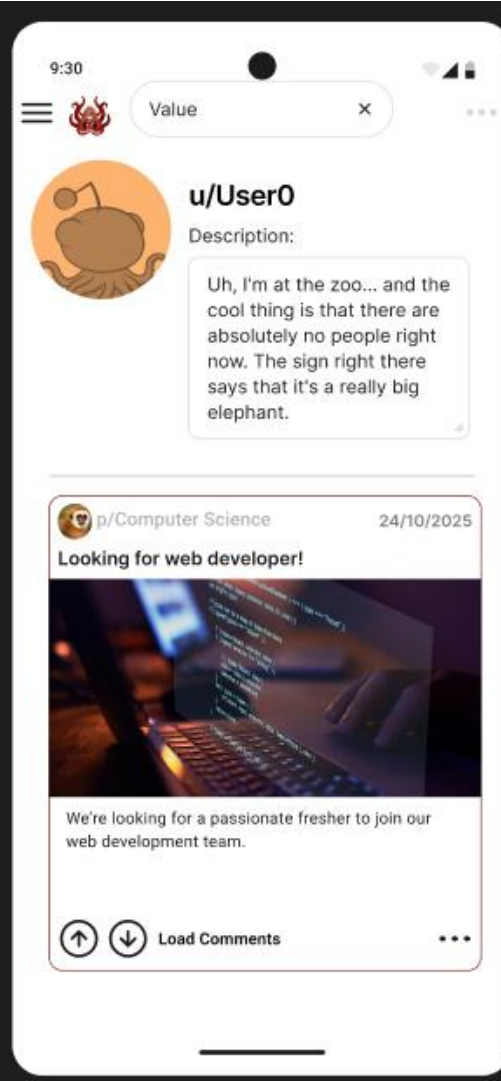 9:30
Value
u/User0
Description:
Uh, I'm at the zoo... and the
cool thing is that there are
absolutely no people right
now. The sign right there
says that it's a really big
elephant.
p/Computer Science
24/10/2025
Looking for web developer!
We're looking for a passionate fresher to join our
web development team.
Load Comments